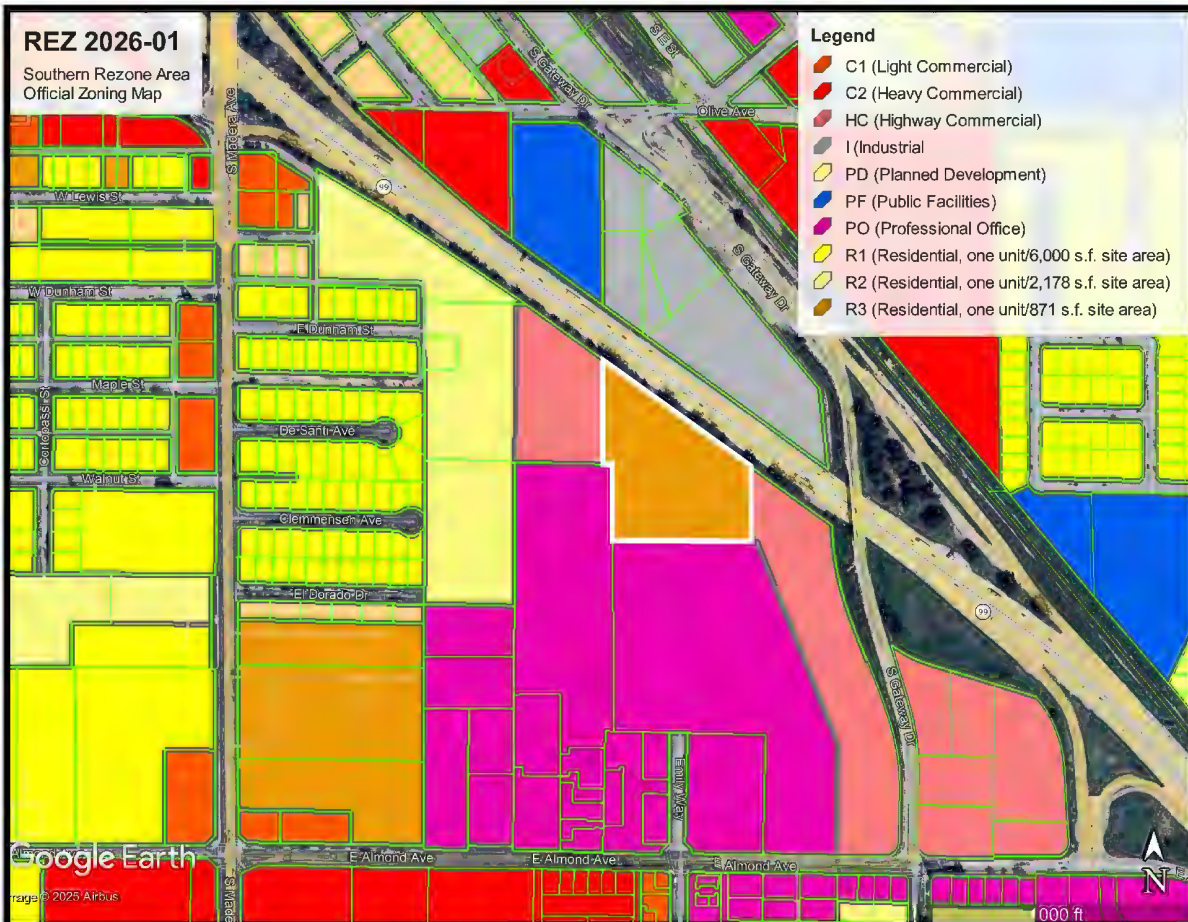 REZ 2026-01
Southern Rezone Area
Official Zoning Map
Legend
C1 (Light Commercial)
C2 (Heavy Commercial)
HC (Highway Commercial)
I (Industrial
PD (Planned Development)
PF (Public Facilities)
PO (Professional Office)
R1 (Residential, one unit/6,000 s.f. site area)
R2 (Residential, one unit/2,178 s.f. site area)
R3 (Residential, one unit/871 s.f. site area)
S E St
S Gateway Dr
Olive Ave
S Madera Ave
99
W Lewis St
S Gateway Dr
W Dunham St
E Dunham St
Maple St
Cortopassi St
De Santi Ave
Walnut St
Clemmensen Ave
El Dorado Dr
99
S Gateway Dr
Emily Way
Google Earth
E Almond Ave
E Almond Ave
E Almond Ave
N
rage © 2025 Airbus
000 ft